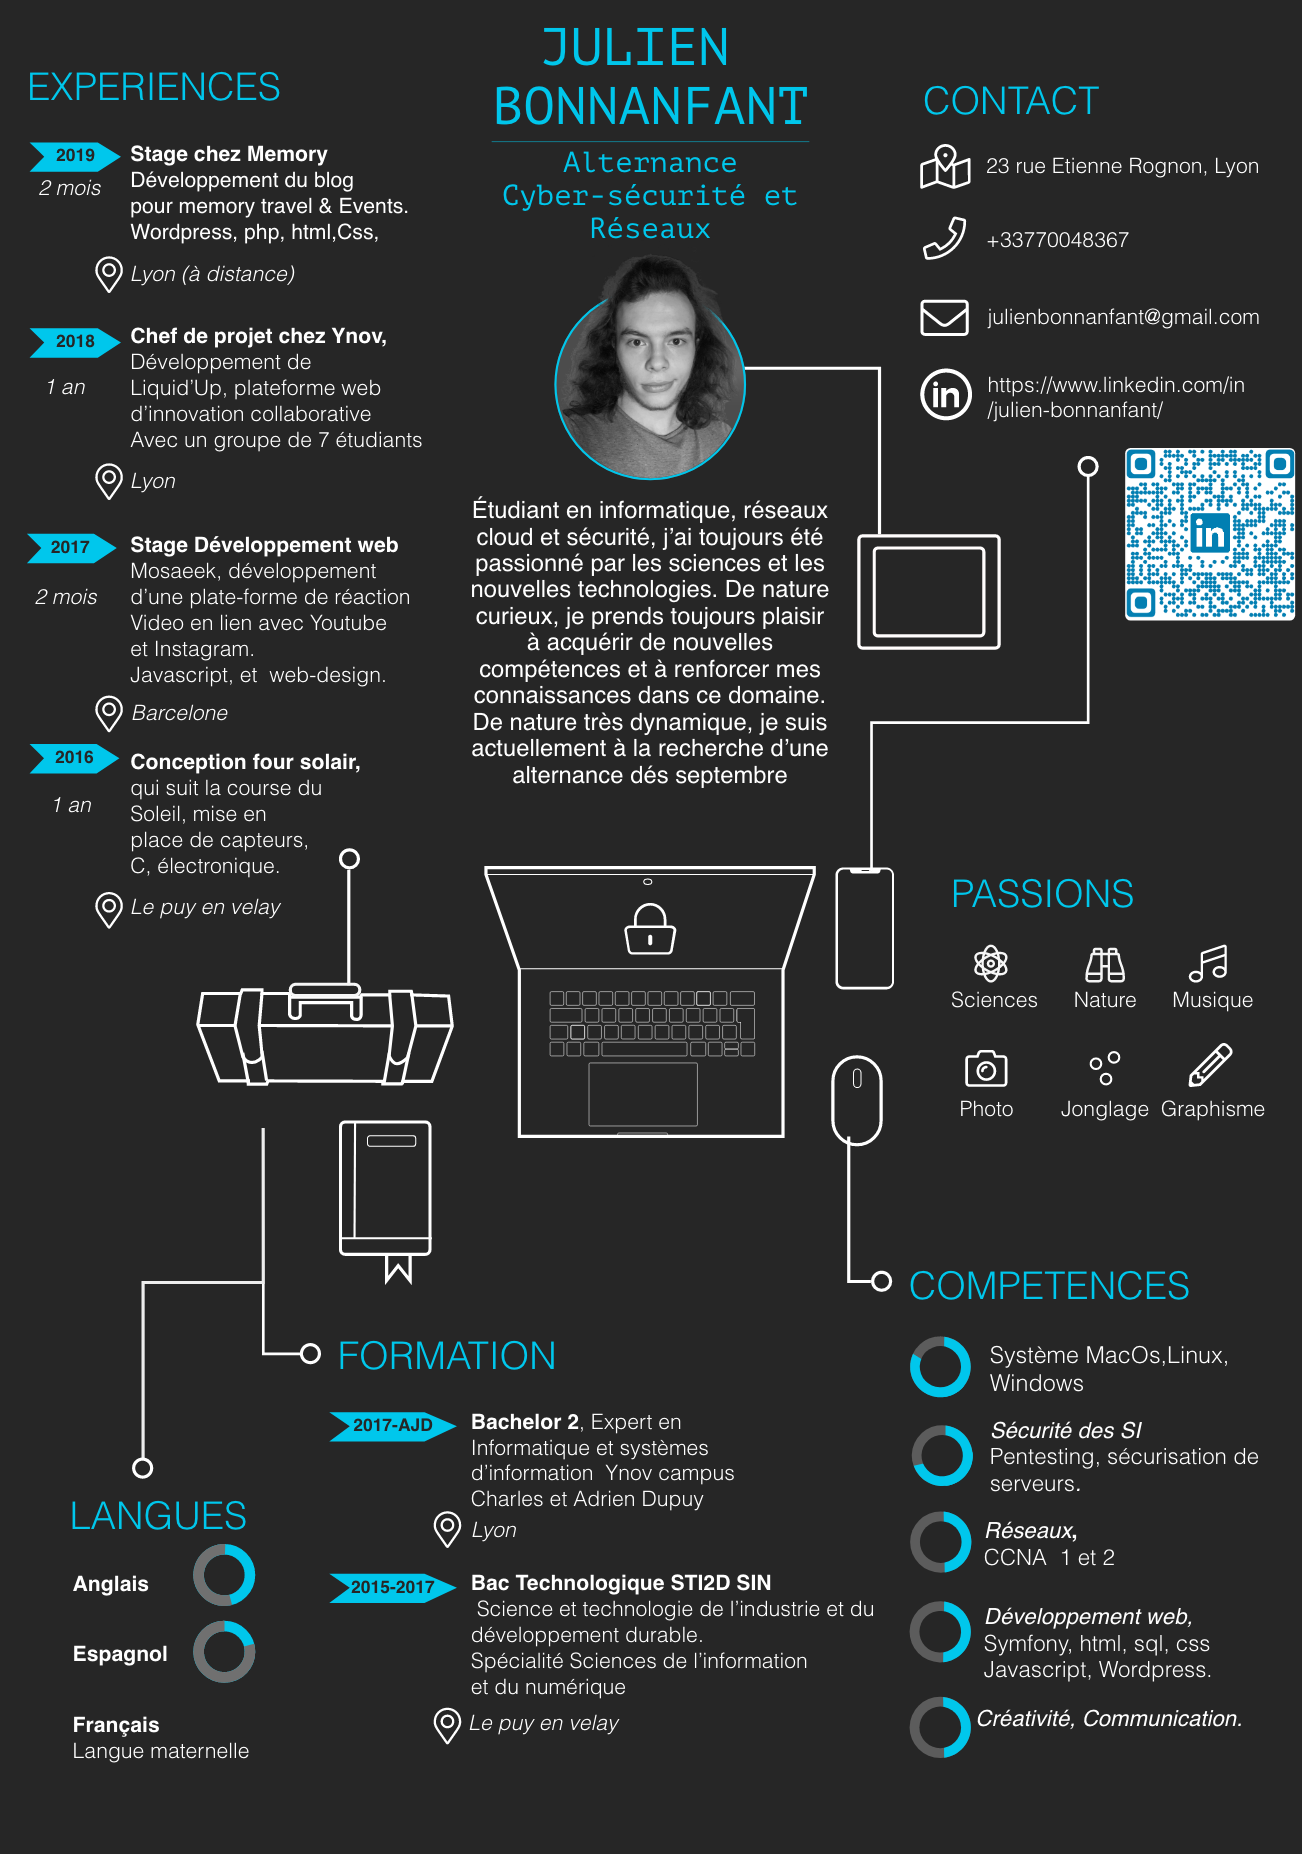 JULIEN
BONNANFANT
Alternance
Cyber-sécurité et
Réseaux
EXPERIENCES
2019
2 mois
Stage chez Memory
Développement du blog
pour memory travel & Events.
Wordpress, php, html,Css,
Lyon (à distance)
2018
1 an
Chef de projet chez Ynov,
Développement de
Liquid'Up, plateforme web
d'innovation collaborative
Avec un groupe de 7 étudiants
Lyon
2017
2 mois
Stage Développement web
Mosaeek, développement
d'une plate-forme de réaction
Video en lien avec Youtube
et Instagram.
Javascript, et  web-design.
Barcelone
2016
1 an
Conception four solair,
qui suit la course du
Soleil, mise en
place de capteurs,
C, électronique.
Le puy en velay
Étudiant en informatique, réseaux
cloud et sécurité, j'ai toujours été
passionné par les sciences et les
nouvelles technologies. De nature
curieux, je prends toujours plaisir
à acquérir de nouvelles
compétences et à renforcer mes
connaissances dans ce domaine.
De nature très dynamique, je suis
actuellement à la recherche d'une
alternance dés septembre
CONTACT
23 rue Etienne Rognon, Lyon
+33770048367
julienbonnanfant@gmail.com
in
https://www.linkedin.com/in
/julien-bonnanfant/
in
PASSIONS
Sciences
Nature
Musique
Photo
Jonglage
Graphisme
COMPETENCES
Système MacOs,Linux,
Windows
Sécurité des SI
Pentesting, sécurisation de
serveurs.
Réseaux,
CCNA  1 et 2
Développement web,
Symfony, html, sql, css
Javascript, Wordpress.
Créativité, Communication.
FORMATION
2017-AJD
Bachelor 2, Expert en
Informatique et systèmes
d'information  Ynov campus
Charles et Adrien Dupuy
Lyon
2015-2017
Bac Technologique STI2D SIN
Science et technologie de l'industrie et du
développement durable.
Spécialité Sciences de l'information
et du numérique
Le puy en velay
LANGUES
Anglais
Espagnol
Français
Langue maternelle